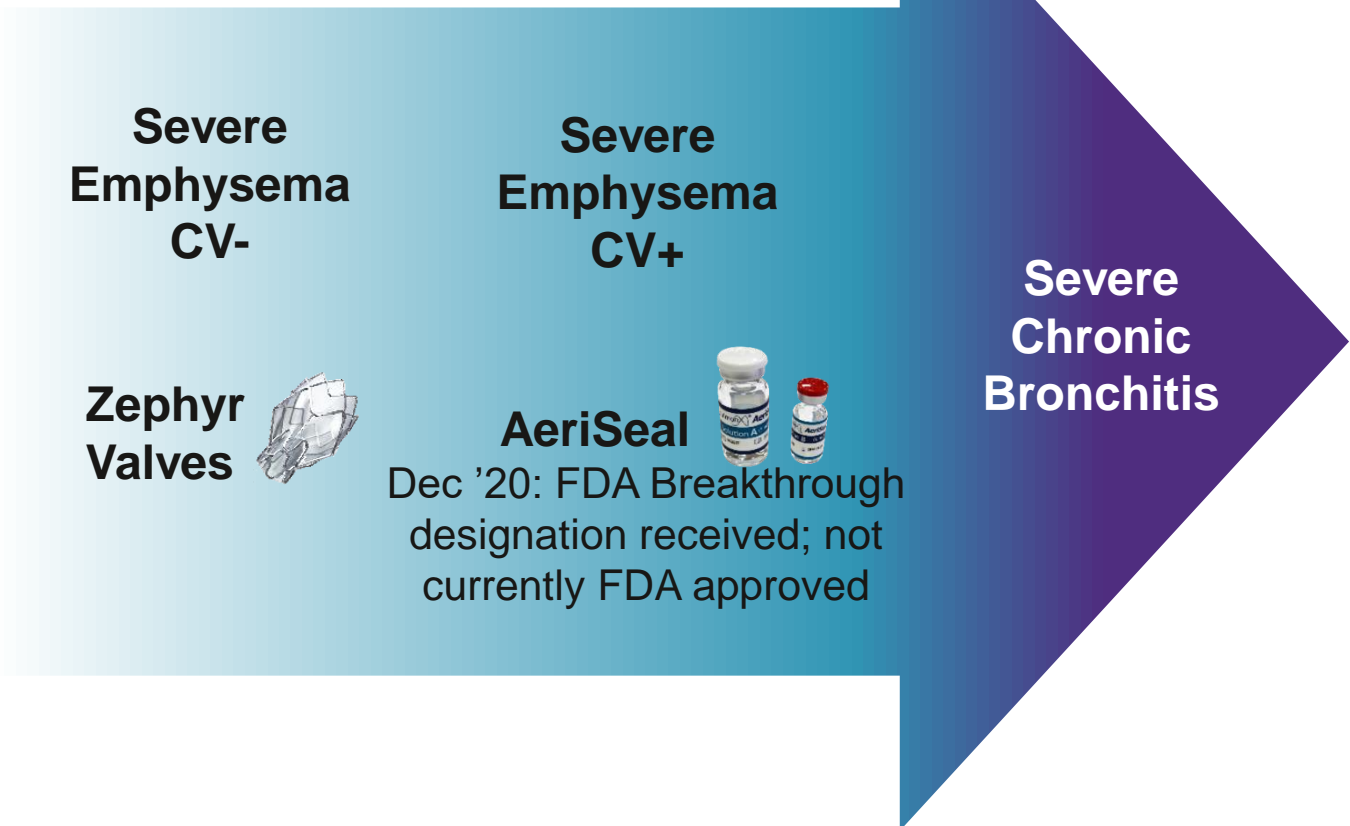 Severe
Emphysema
CV-
Severe
Emphysema
CV+
Severe
Chronic
Bronchitis
Zephyr
Valves
AeriSeal
Dec ’20: FDA Breakthrough
designation received; not
currently FDA approved